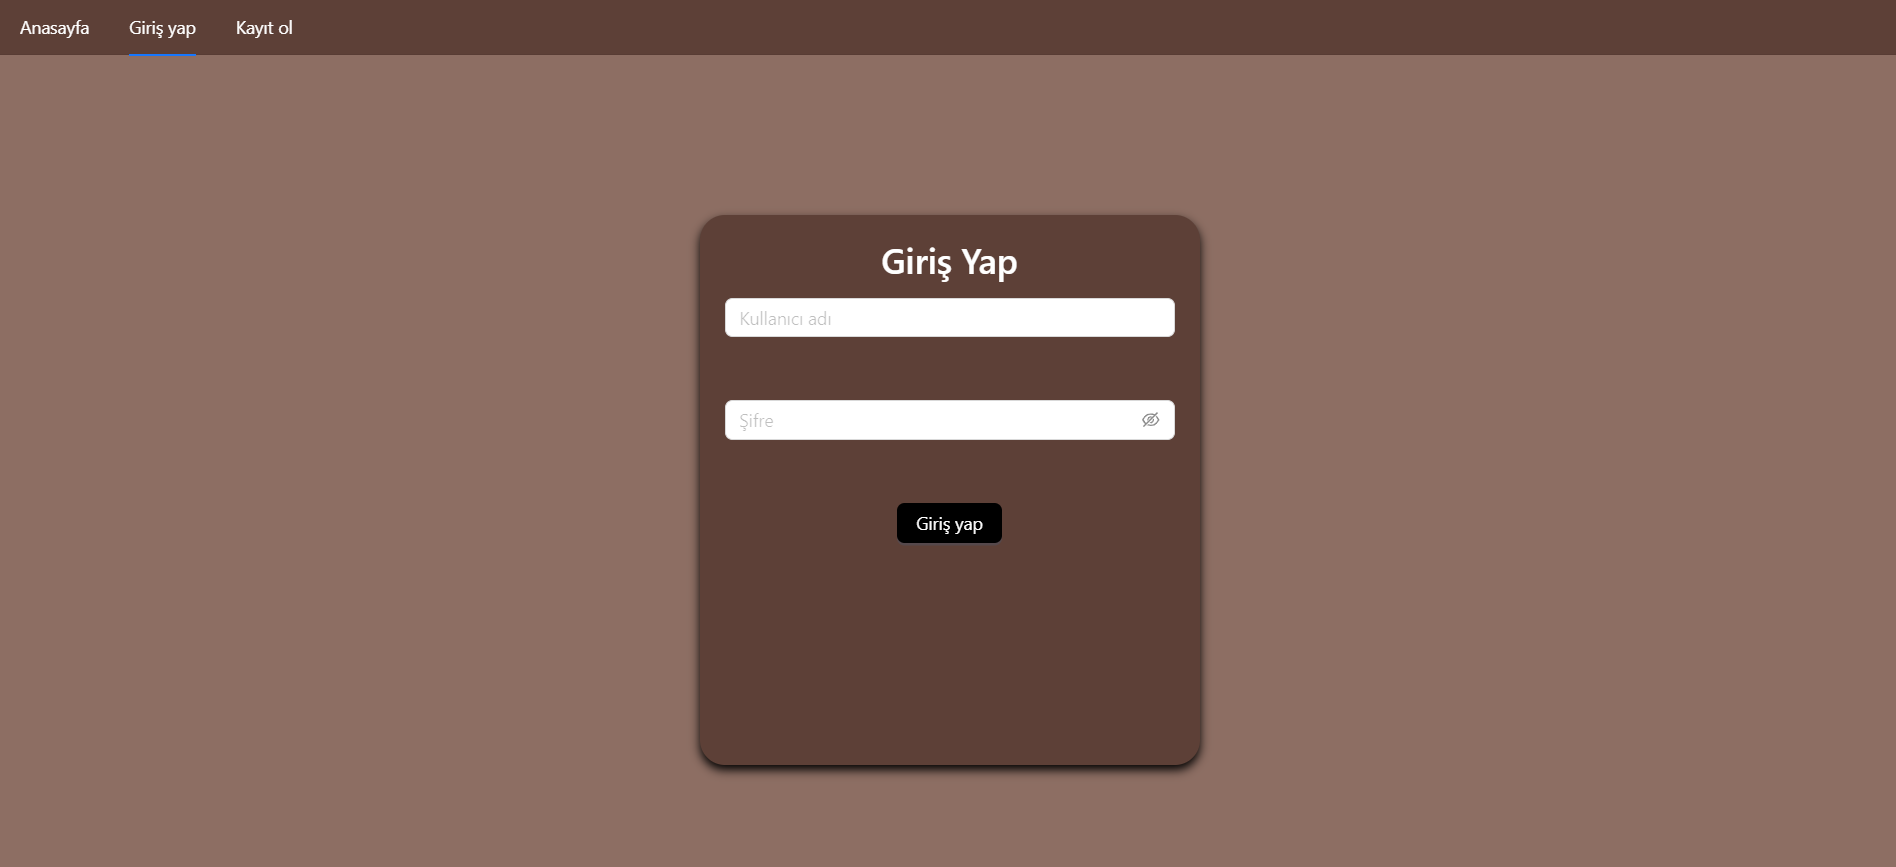 Anasayfa Giriş yap Kayıt ol
Giriş Yap
Kullanıcı adı
Şifre
Giriş yap